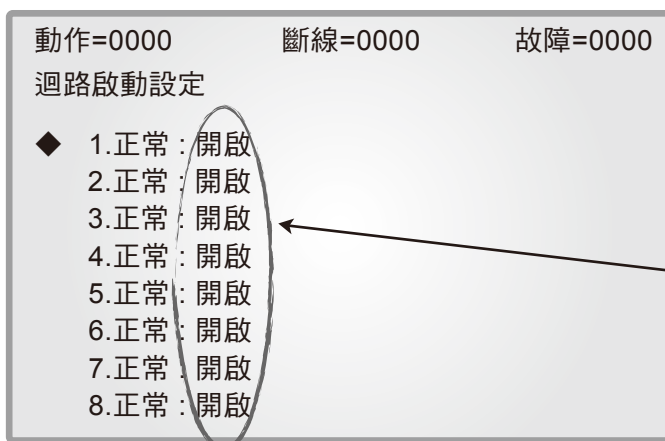 動作=0000 斷線=0000 故障=0000
迴路啟動設定
◆ 1.正常 : 開啟
2.正常 : 開啟
3.正常 : 開啟
4.正常 : 開啟
5.正常 : 開啟
6.正常 : 開啟
7.正常 : 開啟
8.正常 : 開啟